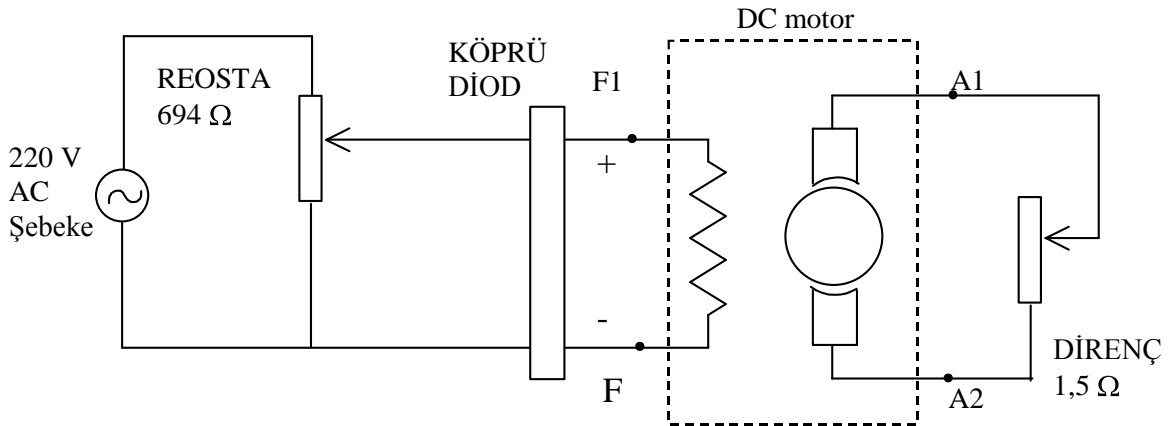 DC motor
KÖPRÜ
DİOD
REOSTA
694 Ω
F1
A1
220 V
AC
Şebeke
+
-
F
A2
DİRENÇ
1,5 Ω